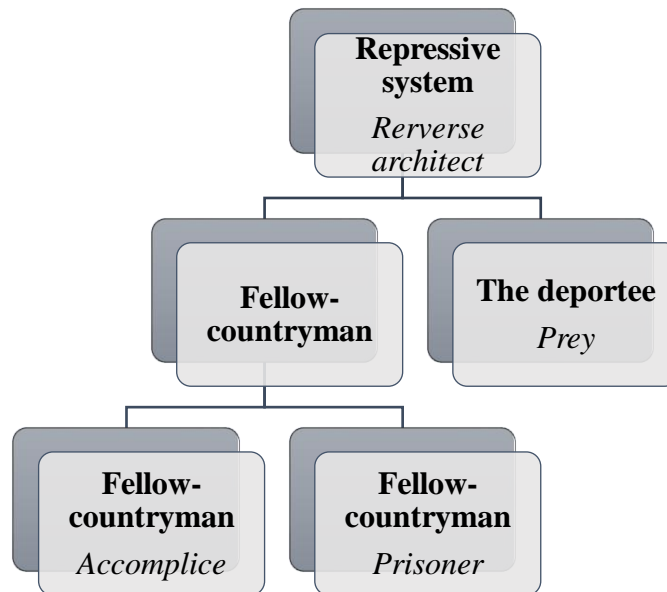 Repressive
system
Rerverse
architect
Fellow-
countryman
The deportee
Prey
Fellow-
countryman
Accomplice
Fellow-
countryman
Prisoner